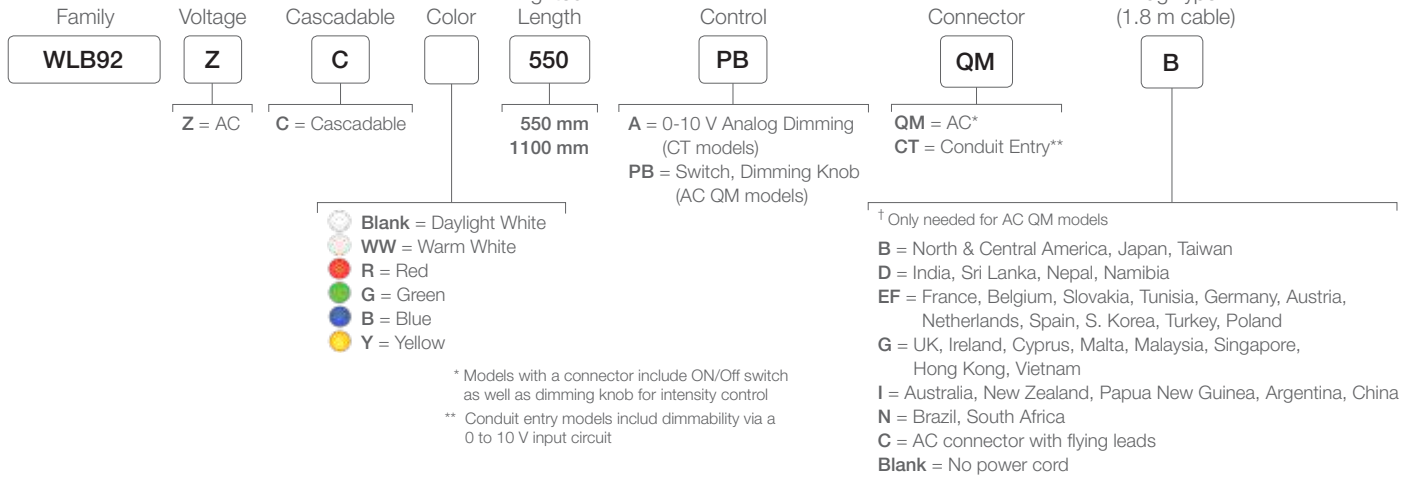 Family Voltage Cascadable Color Length Control Connector (1.8 m cable)
WLB92 Z C 550 PB QM B
Z = AC
C = Cascadable
550 mm
1100 mm
A = 0-10 V Analog Dimming
(CT models)
PB = Switch, Dimming Knob
(AC QM models)
QM = AC*
CT = Conduit Entry**
Blank = Daylight White
WW = Warm White
R = Red
G = Green
B = Blue
Y = Yellow
* Models with a connector include ON/Off switch
as well as dimming knob for intensity control
** Conduit entry models includ dimmability via a
0 to 10 V input circuit
† Only needed for AC QM models
B = North & Central America, Japan, Taiwan
D = India, Sri Lanka, Nepal, Namibia
EF = France, Belgium, Slovakia, Tunisia, Germany, Austria,
Netherlands, Spain, S. Korea, Turkey, Poland
G = UK, Ireland, Cyprus, Malta, Malaysia, Singapore,
Hong Kong, Vietnam
I = Australia, New Zealand, Papua New Guinea, Argentina, China
N = Brazil, South Africa
C = AC connector with flying leads
Blank = No power cord